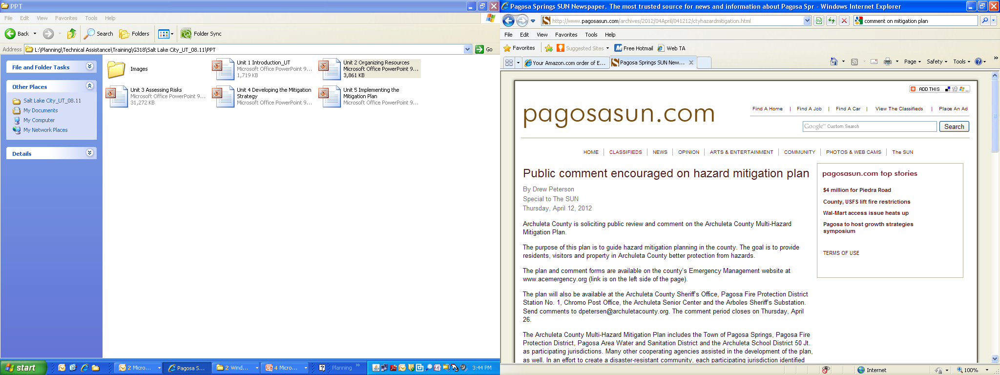 PPT
File Edit View Favorites Tools Help
Back Search Folders Folder Sync
Address L:\Planning\Technical Assistance\Training\G318\Salt Lake City_UT_08.11\PPT Go
File and Folder Tasks
Other Places
Salt Lake City_UT_08.11
My Documents
My Computer
My Network Places
Details
Images
Unit 1 Introduction_UT
Microsoft Office PowerPoint 9...
1,719 KB
Unit 2 Organizing Resources
Microsoft Office PowerPoint 9...
3,861 KB
Unit 3 Assessing Risks
Microsoft Office PowerPoint 9...
31,272 KB
Unit 4 Developing the Mitigation
Strategy
Microsoft Office PowerPoint 9...
Unit 5 Implementing the
Mitigation Plan
Microsoft Office PowerPoint 9...
start 2 Micro... Pagosa S... 2 Wind... 4 Micros... Planning » 3:44 PM
Pagosa Springs SUN Newspaper. The most trusted source for news and information about Pagosa Spr - Windows Internet Explorer
http://www.pagosasun.com/archives/2012/04April/041212/ctyhazardmitigation.html comment on mitigation plan
File Edit View Favorites Tools Help
Favorites Suggested Sites Free Hotmail Web TA
Your Amazon.com order of E... Pagosa Springs SUN New... Page Safety Tools »
ADD THIS
pagosasun.com
Find A Home | Find A Job | Find A Car | View The Classifieds | Place An Ad
Google™ Custom Search Search
HOME CLASSIFIEDS NEWS OPINION ARTS & ENTERTAINMENT COMMUNITY PHOTOS & WEB CAMS The SUN
Public comment encouraged on hazard mitigation plan
By Drew Peterson
Special to The SUN
Thursday, April 12, 2012
Archuleta County is soliciting public review and comment on the Archuleta County Multi-Hazard
Mitigation Plan.
The purpose of this plan is to guide hazard mitigation planning in the county. The goal is to provide
residents, visitors and property in Archuleta County better protection from hazards.
The plan and comment forms are available on the county's Emergency Management website at
www.acemergency.org (link is on the left side of the page).
The plan will also be available at the Archuleta County Sheriff's Office, Pagosa Fire Protection District
Station No. 1, Chromo Post Office, the Archuleta Senior Center and the Arboles Sheriff's Substation.
Send comments to dpetersen@archuletacounty.org. The comment period closes on Thursday, April
26.
The Archuleta County Multi-Hazard Mitigation Plan includes the Town of Pagosa Springs, Pagosa Fire
Protection District, Pagosa Area Water and Sanitation District and the Archuleta School District 50 Jt.
as participating jurisdictions. Many other cooperating agencies assisted in the development of the plan,
as well. In an effort to create a disaster-resistant community, each participating jurisdiction identified
pagosasun.com top stories
$4 million for Piedra Road
County, USFS lift fire restrictions
Wal-Mart access issue heats up
Pagosa to host growth strategies
symposium
TERMS OF USE
Internet 100%